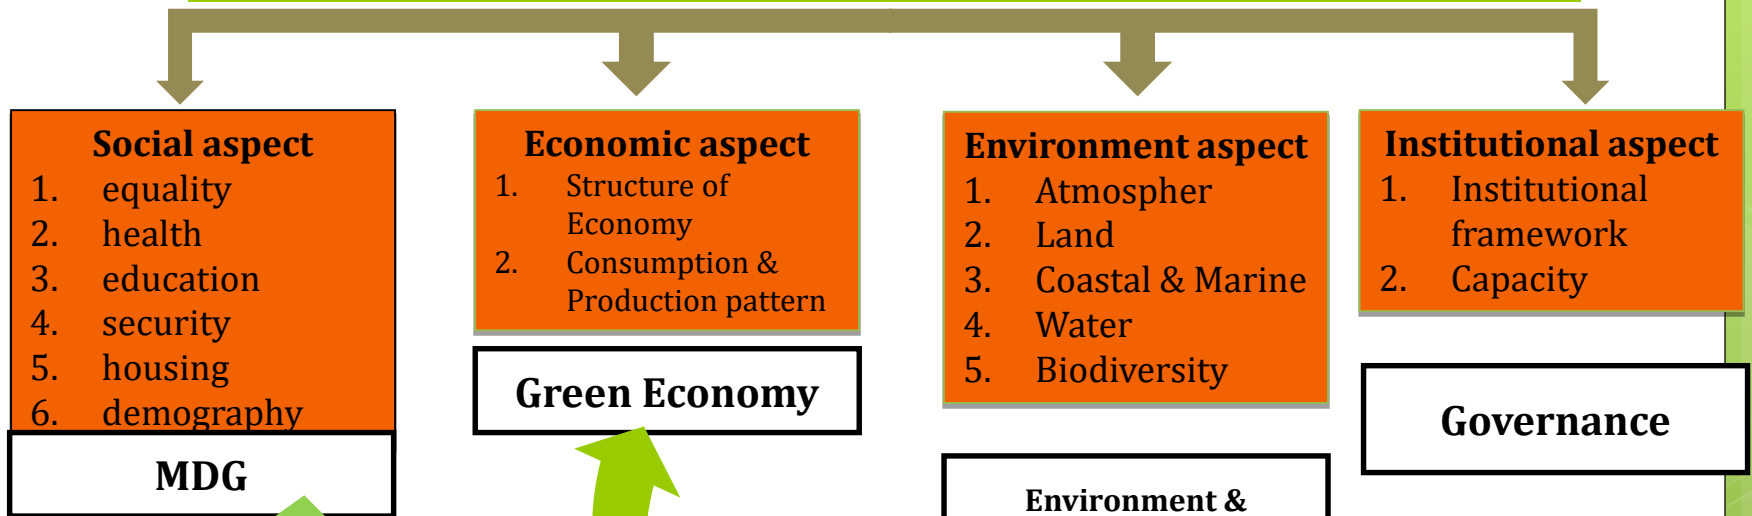 Social aspect
1. equality
2. health
3. education
4. security
5. housing
6. demography
MDG
Economic aspect
1. Structure of
Economy
2. Consumption &
Production pattern
Green Economy
Environment aspect
1. Atmospher
2. Land
3. Coastal & Marine
4. Water
5. Biodiversity
Environment &
Institutional aspect
1. Institutional
framework
2. Capacity
Governance